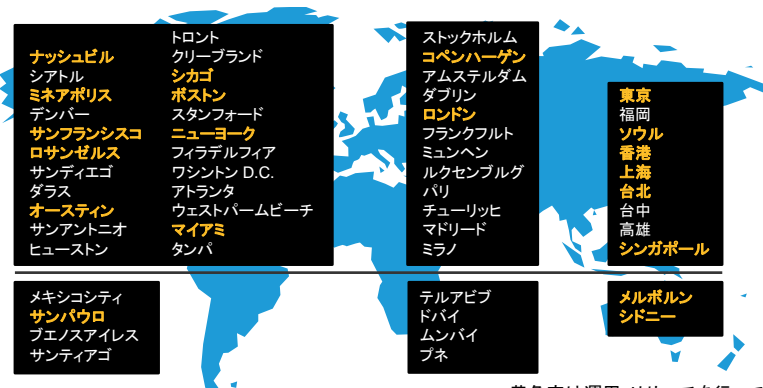 ナッシュビル
シアトル
ミネアポリス
デンバー
サンフランシスコ
ロサンゼルス
サンディエゴ
ダラス
オースティン
サンアントニオ
ヒューストン
トロント
クリーブランド
シカゴ
ボストン
スタンフォード
ニューヨーク
フィラデルフィア
ワシントン D.C.
アトランタ
ウェストパームビーチ
マイアミ
タンパ
ストックホルム
コペンハーゲン
アムステルダム
ダブリン
ロンドン
フランクフルト
ミュンヘン
ルクセンブルグ
パリ
チューリッヒ
マドリード
ミラノ
東京
福岡
ソウル
香港
上海
台北
台中
高雄
シンガポール
メキシコシティ
サンパウロ
ブエノスアイレス
サンティアゴ
テルアビブ
ドバイ
ムンバイ
プネ
メルボルン
シドニー